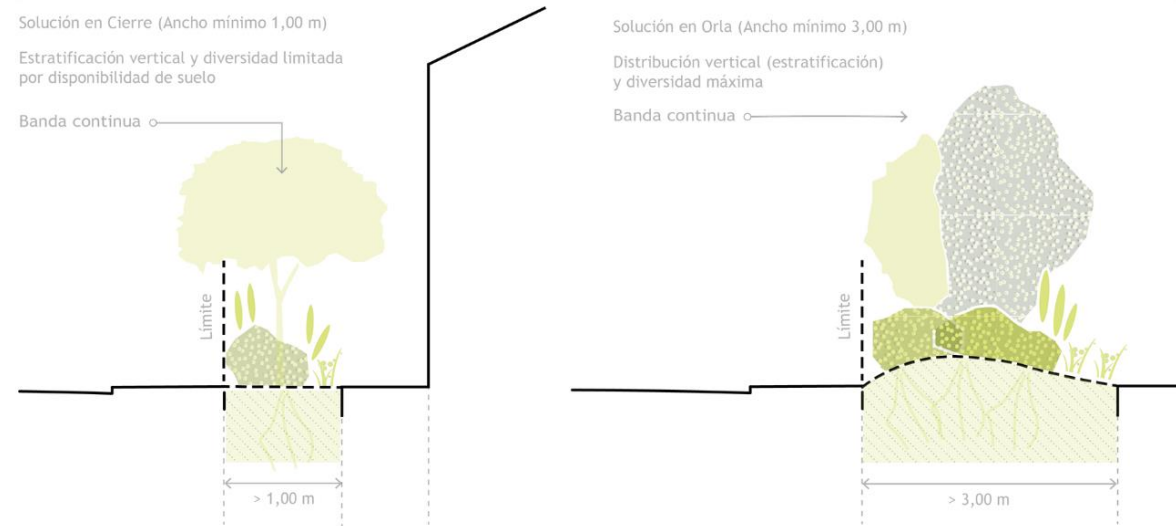 Solución en Cierre (Ancho mínimo 1,00 m)
Estratificación vertical y diversidad limitada
por disponibilidad de suelo
Banda continua
Límite
> 1,00 m
Solución en Orla (Ancho mínimo 3,00 m)
Distribución vertical (estratificación)
y diversidad máxima
Banda continua
Límite
> 3,00 m